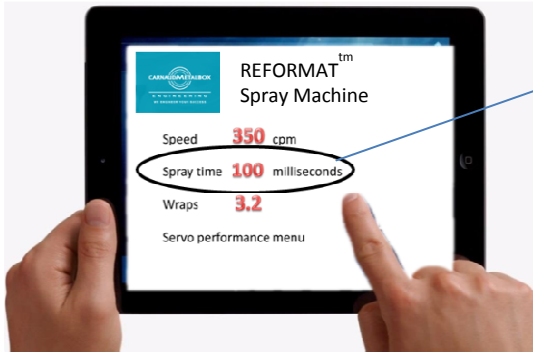 REFORMAT tm
Spray Machine
CARNAUDMETALBOX
ENGINEERING
Speed 350 cpm
Spray time 100 milliseconds
Wraps 3.2
Servo performance menu